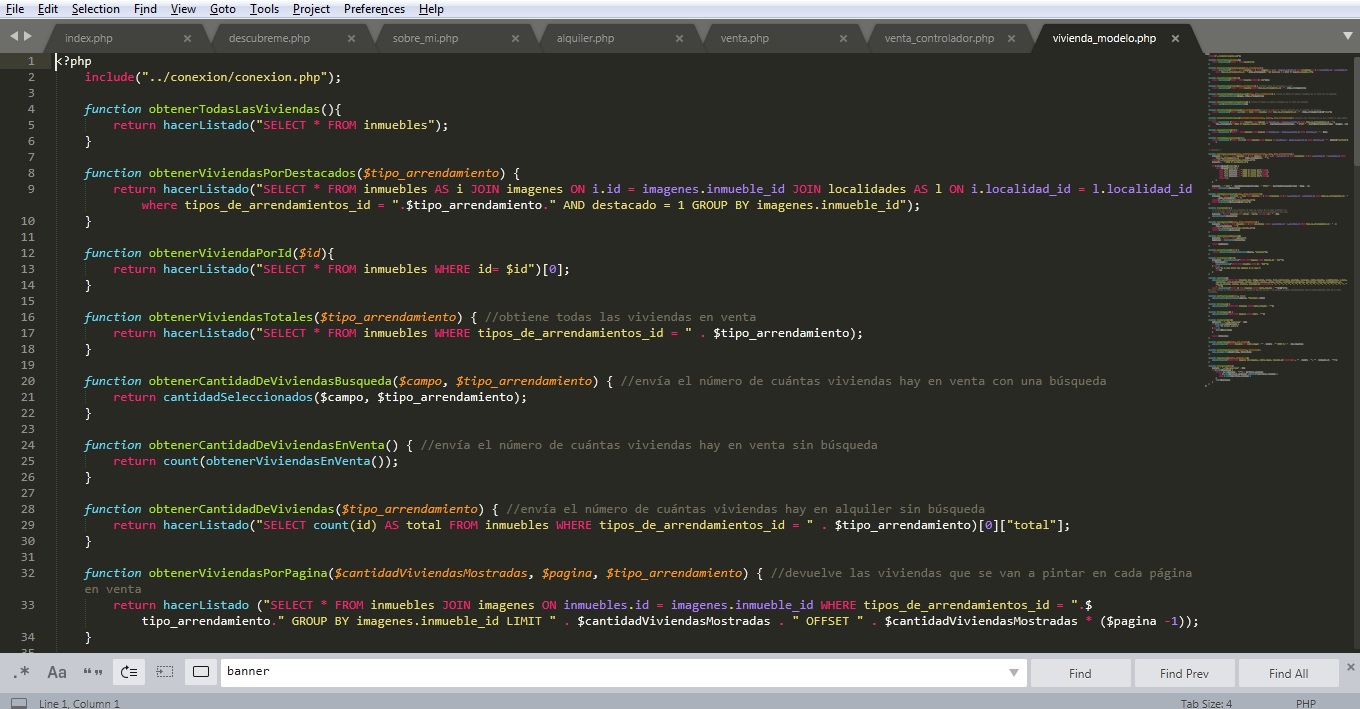 File Edit Selection Find View Goto Tools Project Preferences Help
index.php × descubreme.php × sobre_mi.php × alquiler.php × venta.php × venta_controlador.php × vivienda_modelo.php ×
1 <?php
2 include("../conexion/conexion.php");
3
4 function obtenerTodasLasViviendas(){
5 return hacerListado("SELECT * FROM inmuebles");
6 }
7
8 function obtenerViviendasPorDestacados($tipo_arrendamiento) {
9 return hacerListado("SELECT * FROM inmuebles AS i JOIN imagenes ON i.id = imagenes.inmueble_id JOIN localidades AS l ON i.localidad_id = l.localidad_id
where tipos_de_arrendamientos_id = ".$tipo_arrendamiento." AND destacado = 1 GROUP BY imagenes.inmueble_id");
10 }
11
12 function obtenerViviendaPorId($id){
13 return hacerListado("SELECT * FROM inmuebles WHERE id= $id")[0];
14 }
15
16 function obtenerViviendasTotales($tipo_arrendamiento) { //obtiene todas las viviendas en venta
17 return hacerListado("SELECT * FROM inmuebles WHERE tipos_de_arrendamientos_id = " . $tipo_arrendamiento);
18 }
19
20 function obtenerCantidadDeViviendasBusqueda($campo, $tipo_arrendamiento) { //envía el número de cuántas viviendas hay en venta con una búsqueda
21 return cantidadSeleccionados($campo, $tipo_arrendamiento);
22 }
23
24 function obtenerCantidadDeViviendasEnVenta() { //envía el número de cuántas viviendas hay en venta sin búsqueda
25 return count(obtenerViviendasEnVenta());
26 }
27
28 function obtenerCantidadDeViviendas($tipo_arrendamiento) { //envía el número de cuántas viviendas hay en alquiler sin búsqueda
29 return hacerListado("SELECT count(id) AS total FROM inmuebles WHERE tipos_de_arrendamientos_id = " . $tipo_arrendamiento)[0]["total"];
30 }
31
32 function obtenerViviendasPorPagina($cantidadViviendasMostradas, $pagina, $tipo_arrendamiento) { //devuelve las viviendas que se van a pintar en cada página
en venta
33 return hacerListado ("SELECT * FROM inmuebles JOIN imagenes ON inmuebles.id = imagenes.inmueble_id WHERE tipos_de_arrendamientos_id = ".$
tipo_arrendamiento." GROUP BY imagenes.inmueble_id LIMIT " . $cantidadViviendasMostradas . " OFFSET " . $cantidadViviendasMostradas * ($pagina -1));
34 }
35
.* Aa “” banner Find Find Prev Find All ×
Line 1, Column 1 Tab Size: 4 PHP